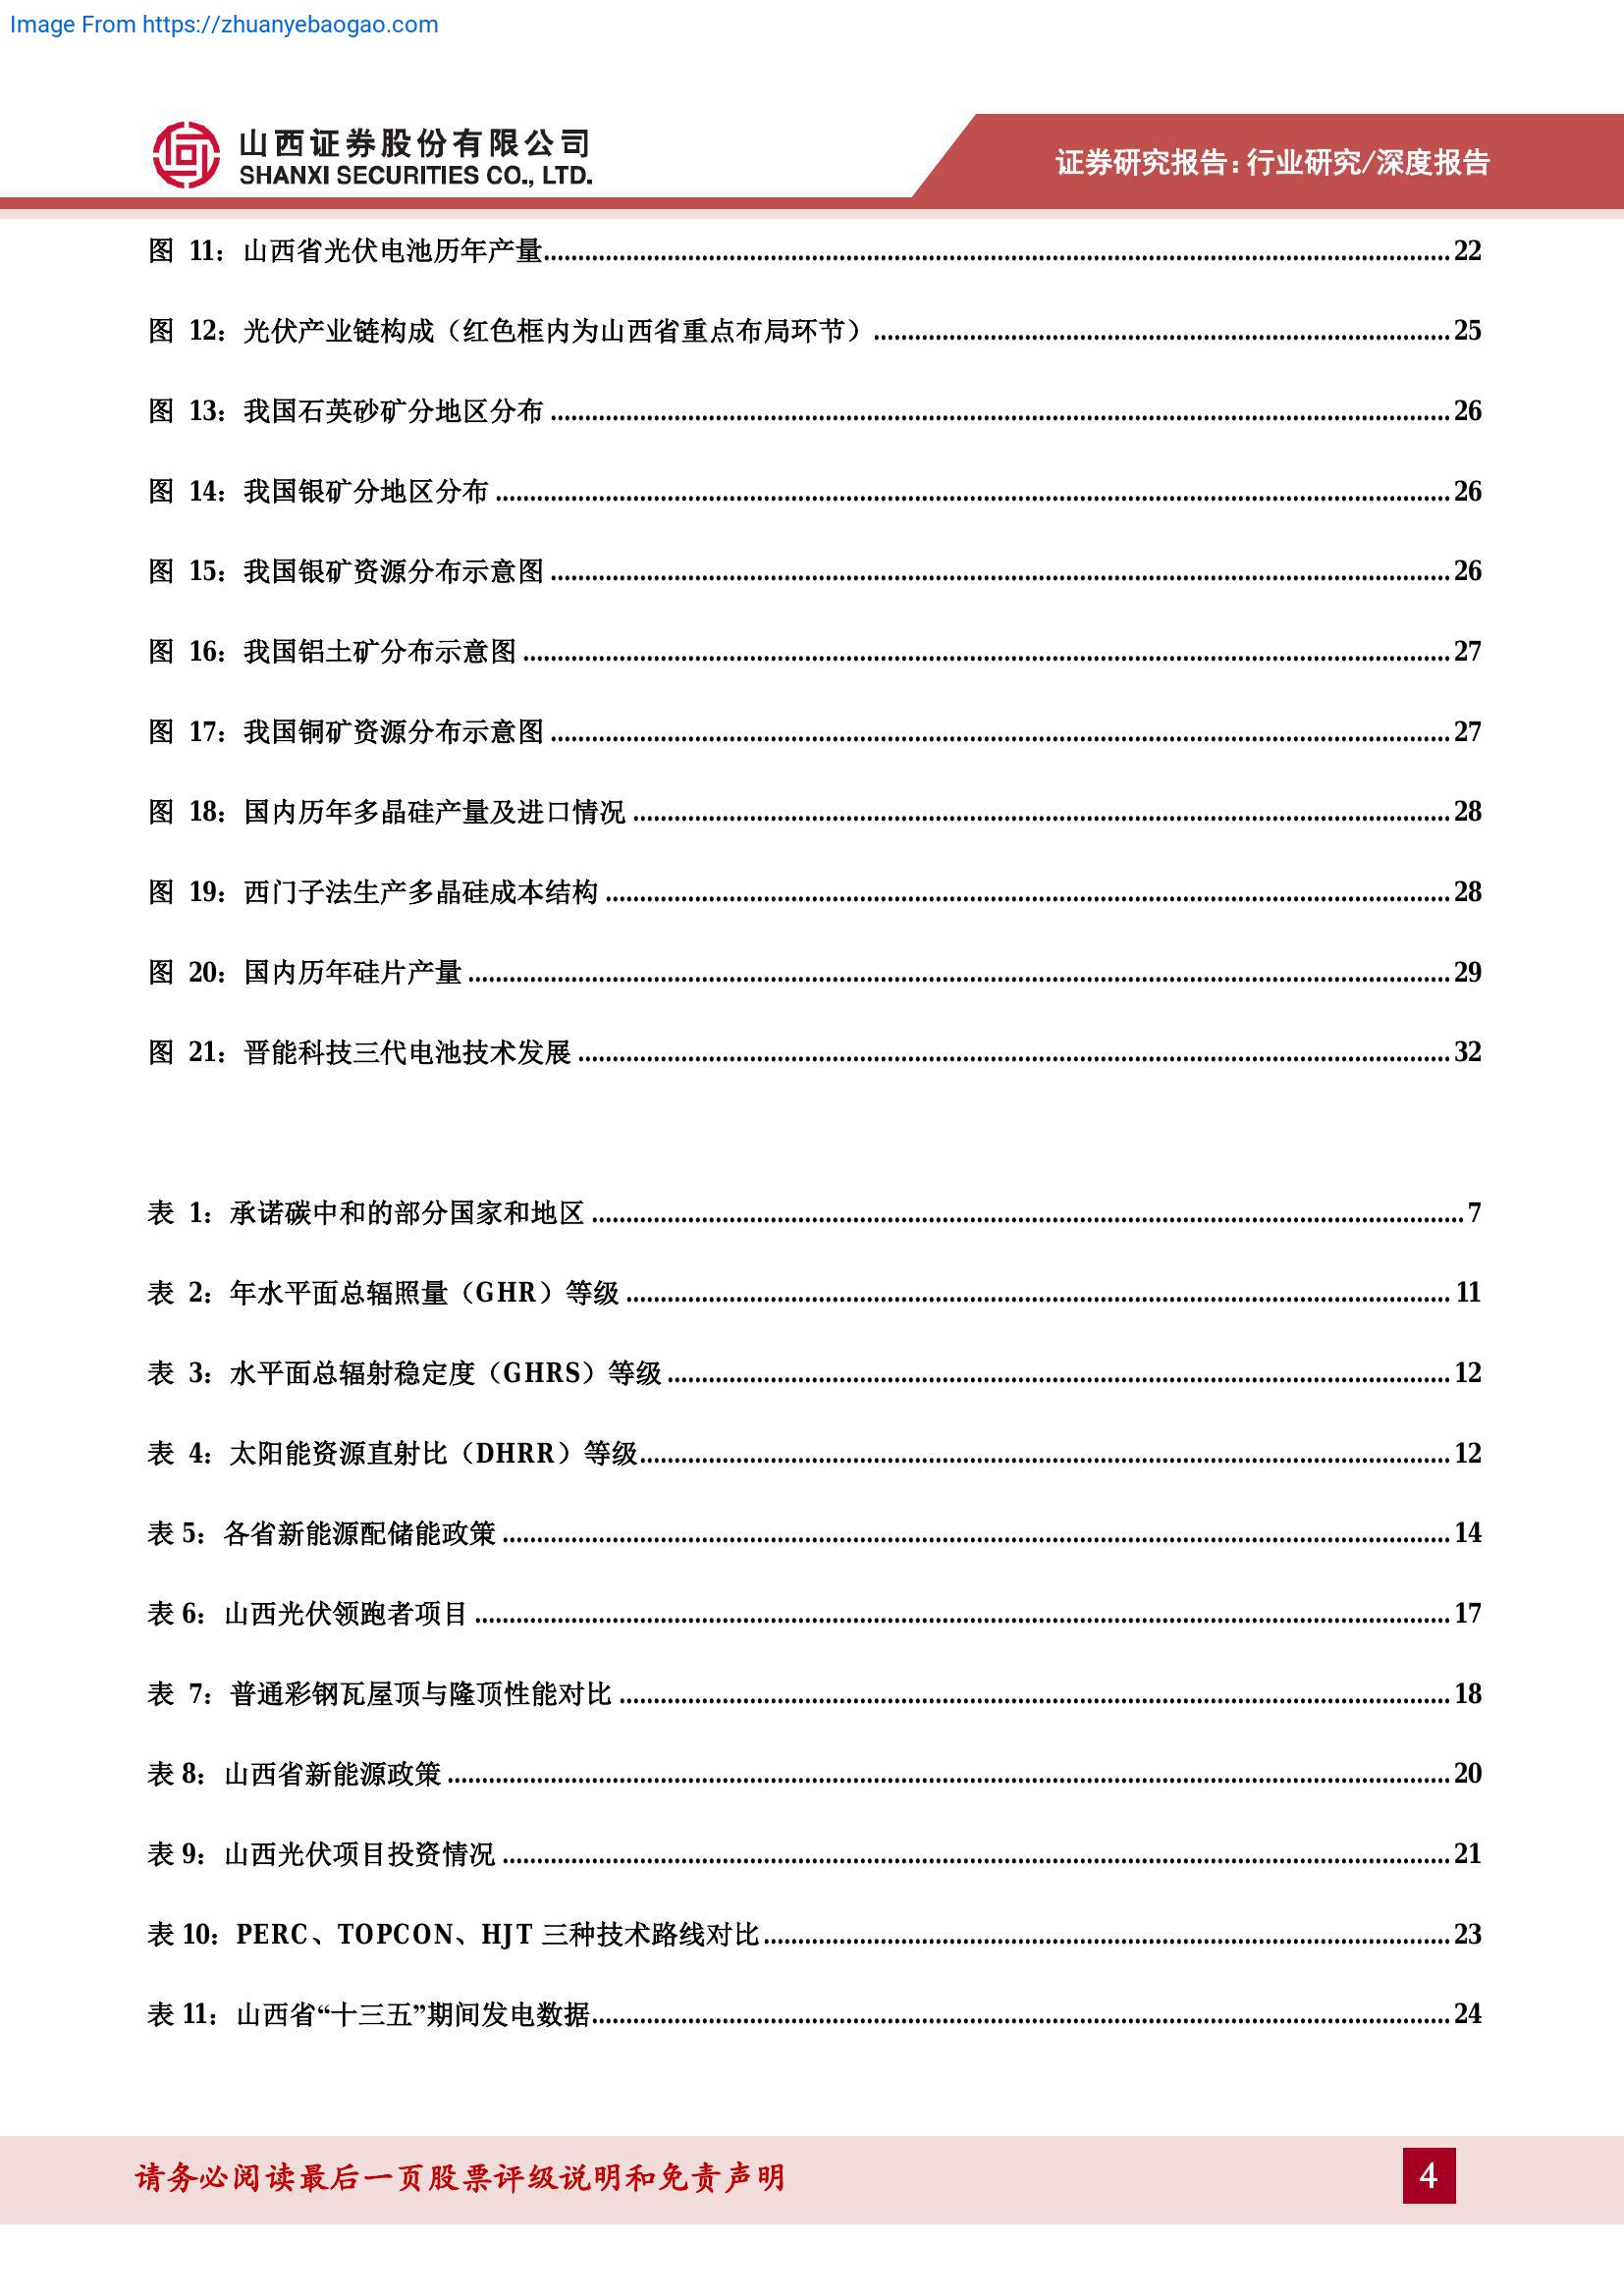 Image From https://zhuanyebaogao.com
山西证券股份有限公司
SHANXI SECURITIES CO., LTD.
证券研究报告：行业研究/深度报告
图 11：山西省光伏电池历年产量 22
图 12：光伏产业链构成（红色框内为山西省重点布局环节） 25
图 13：我国石英砂矿分地区分布 26
图 14：我国银矿分地区分布 26
图 15：我国银矿资源分布示意图 26
图 16：我国铝土矿分布示意图 27
图 17：我国铜矿资源分布示意图 27
图 18：国内历年多晶硅产量及进口情况 28
图 19：西门子法生产多晶硅成本结构 28
图 20：国内历年硅片产量 29
图 21：晋能科技三代电池技术发展 32
表 1：承诺碳中和的部分国家和地区 7
表 2：年水平面总辐照量（GHR）等级 11
表 3：水平面总辐射稳定度（GHRS）等级 12
表 4：太阳能资源直射比（DHRR）等级 12
表 5：各省新能源配储能政策 14
表 6：山西光伏领跑者项目 17
表 7：普通彩钢瓦屋顶与隆顶性能对比 18
表 8：山西省新能源政策 20
表 9：山西光伏项目投资情况 21
表 10：PERC、TOPCON、HJT 三种技术路线对比 23
表 11：山西省“十三五”期间发电数据 24
请务必阅读最后一页股票评级说明和免责声明
4